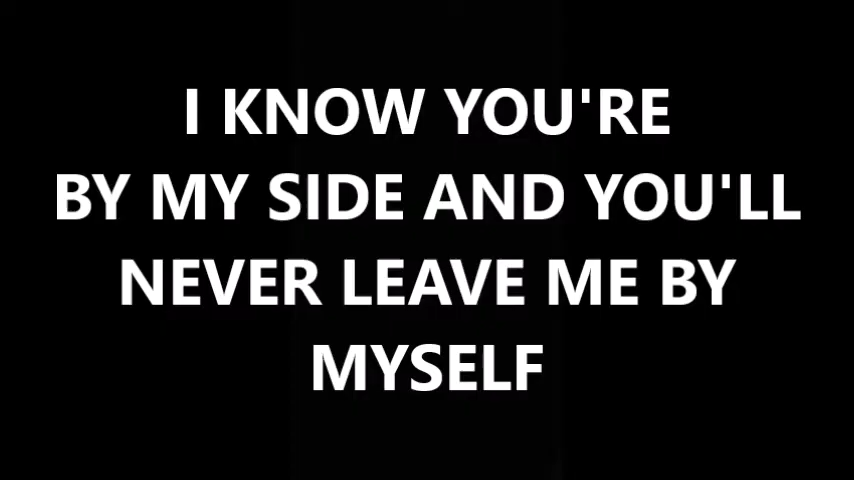 I KNOW YOU'RE
BY MY SIDE AND YOU'LL
NEVER LEAVE ME BY
MYSELF